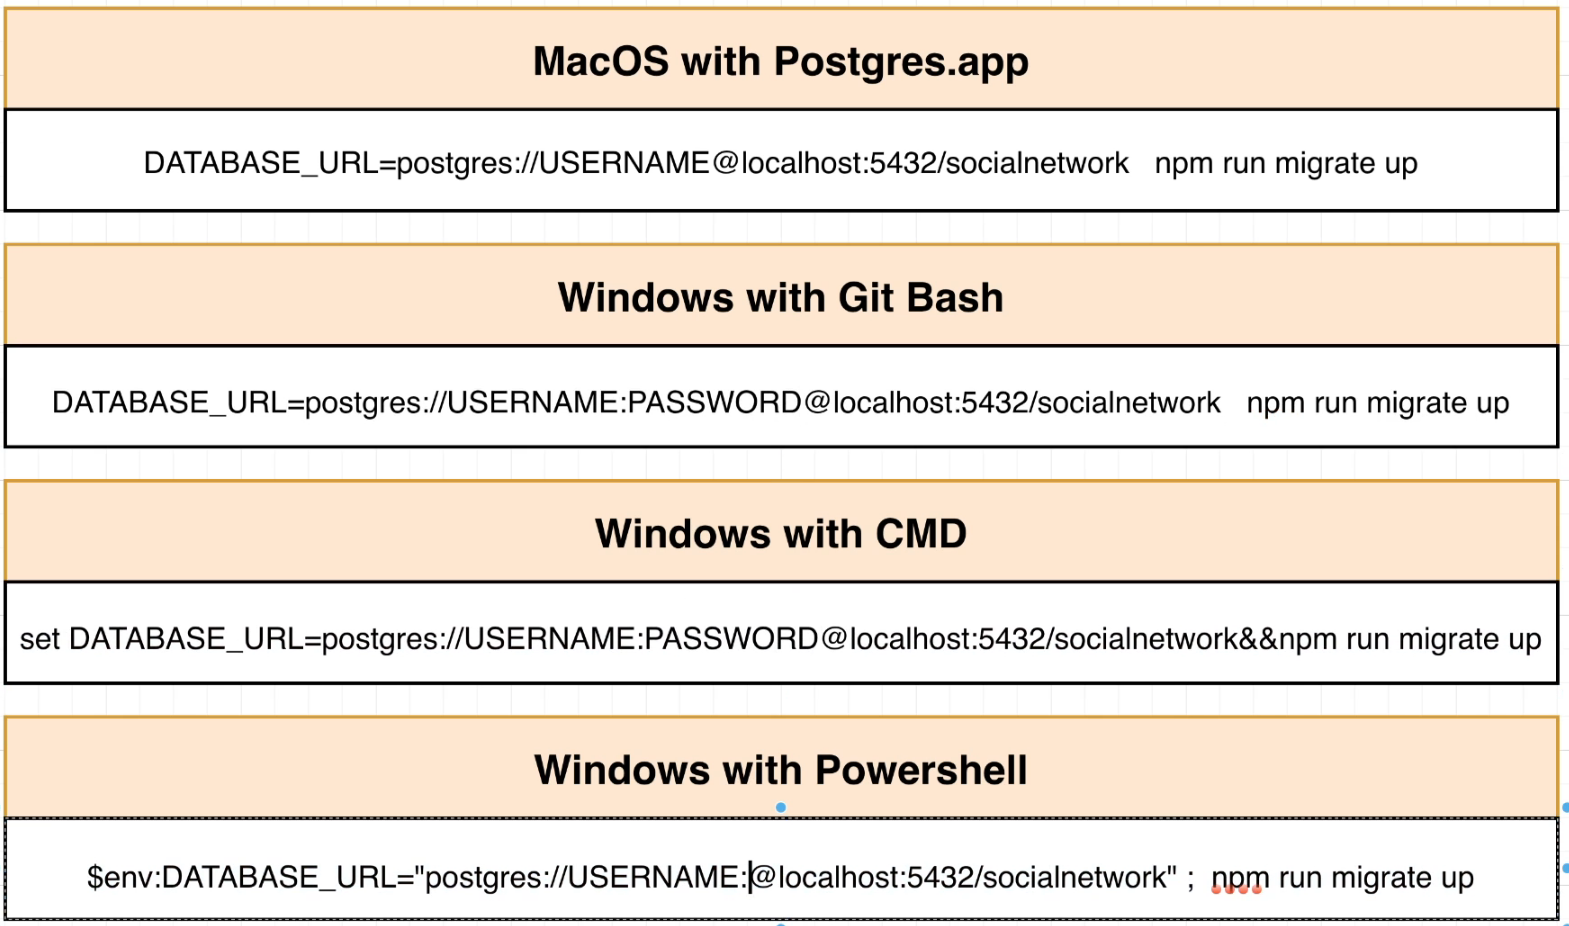 MacOS with Postgres.app
DATABASE_URL=postgres://USERNAME@localhost:5432/socialnetwork   npm run migrate up
Windows with Git Bash
DATABASE_URL=postgres://USERNAME:PASSWORD@localhost:5432/socialnetwork   npm run migrate up
Windows with CMD
set DATABASE_URL=postgres://USERNAME:PASSWORD@localhost:5432/socialnetwork&&npm run migrate up
Windows with Powershell
$env:DATABASE_URL="postgres://USERNAME:@localhost:5432/socialnetwork" ;  npm run migrate up